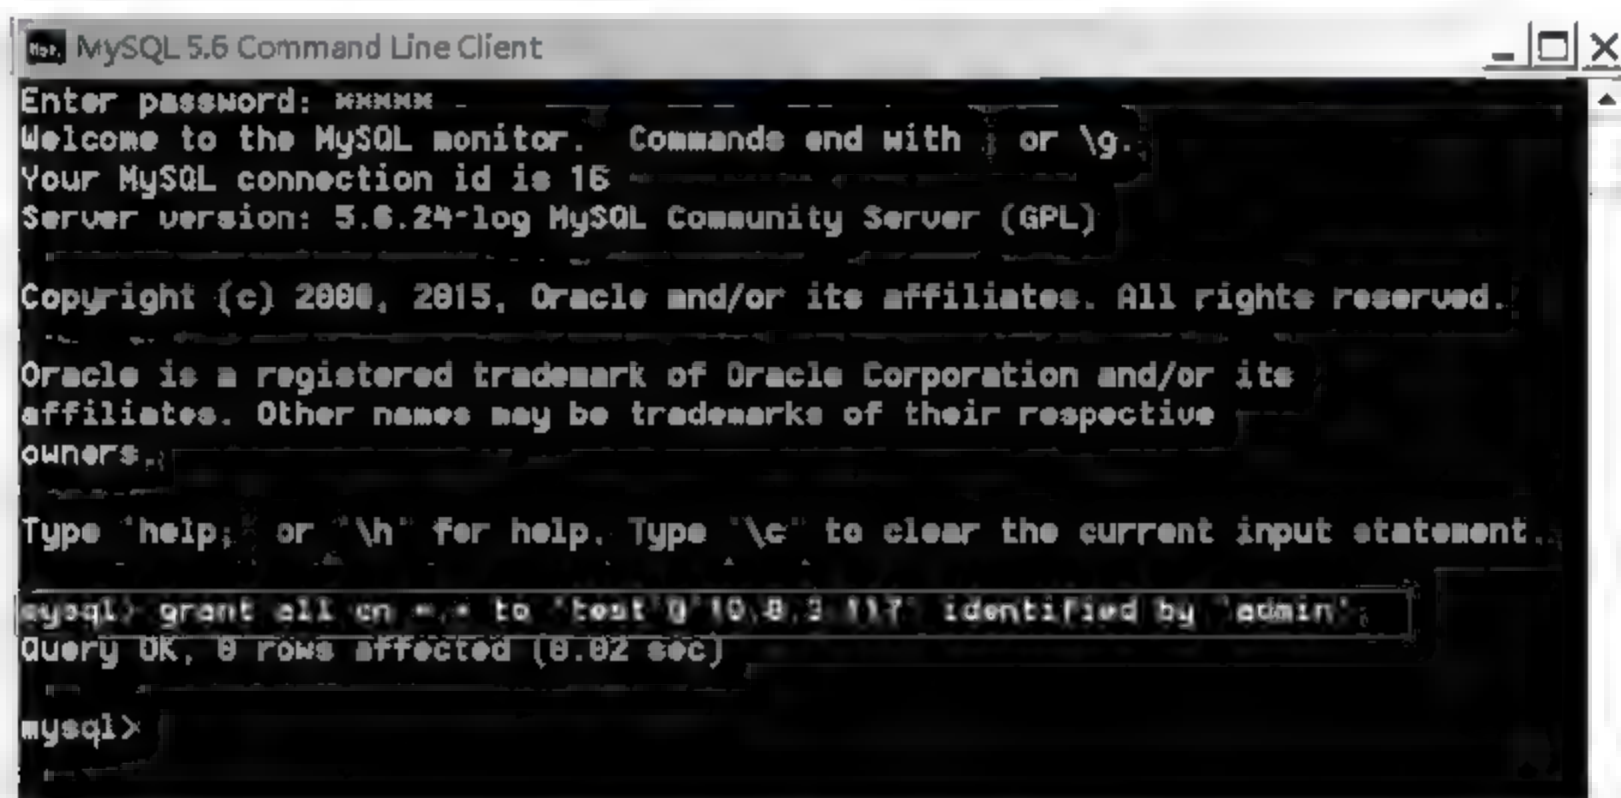 MySQL 5.6 Command Line Client
Enter password: *****
Welcome to the MySQL monitor.  Commands end with ; or \g.
Your MySQL connection id is 16
Server version: 5.6.24-log MySQL Community Server (GPL)
Copyright (c) 2000, 2015, Oracle and/or its affiliates. All rights reserved.
Oracle is a registered trademark of Oracle Corporation and/or its
affiliates. Other names may be trademarks of their respective
owners.
Type 'help;' or '\h' for help. Type '\c' to clear the current input statement.
mysql> grant all on *.* to 'test'@'10.8.3.117' identified by 'admin';
Query OK, 0 rows affected (0.02 sec)
mysql>